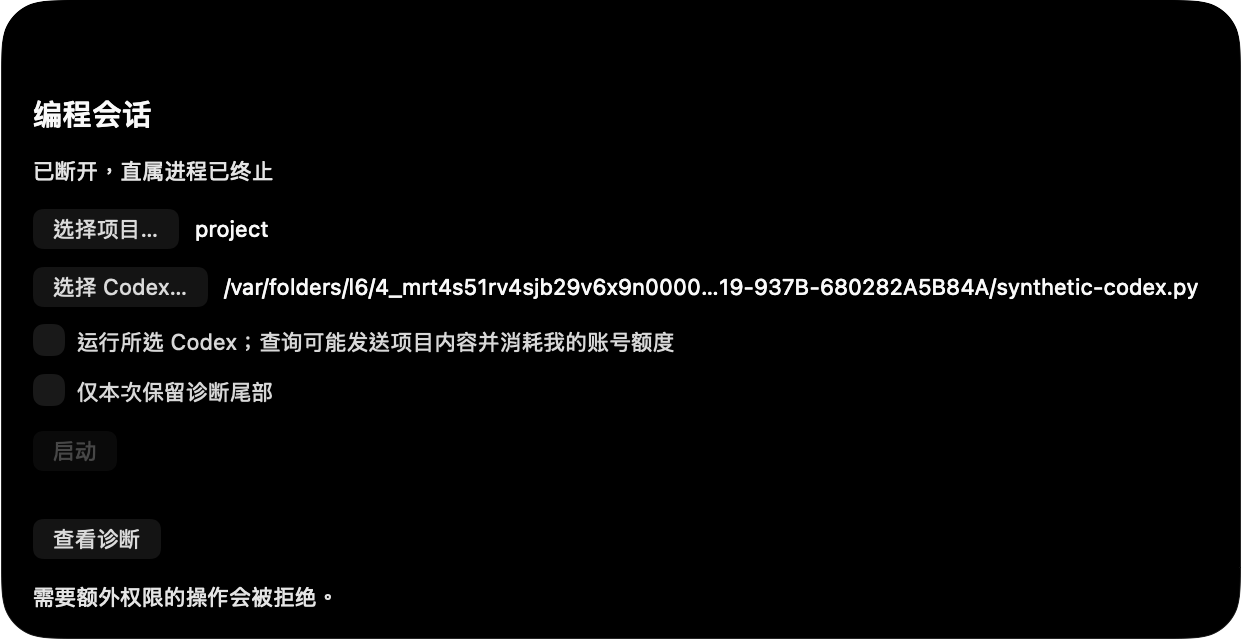 编程会话
已断开，直属进程已终止
选择项目... project
选择 Codex... /var/folders/l6/4_mrt4s51rv4sjb29v6x9n0000...19-937B-680282A5B84A/synthetic-codex.py
运行所选 Codex；查询可能发送项目内容并消耗我的账号额度
仅本次保留诊断尾部
启动
查看诊断
需要额外权限的操作会被拒绝。